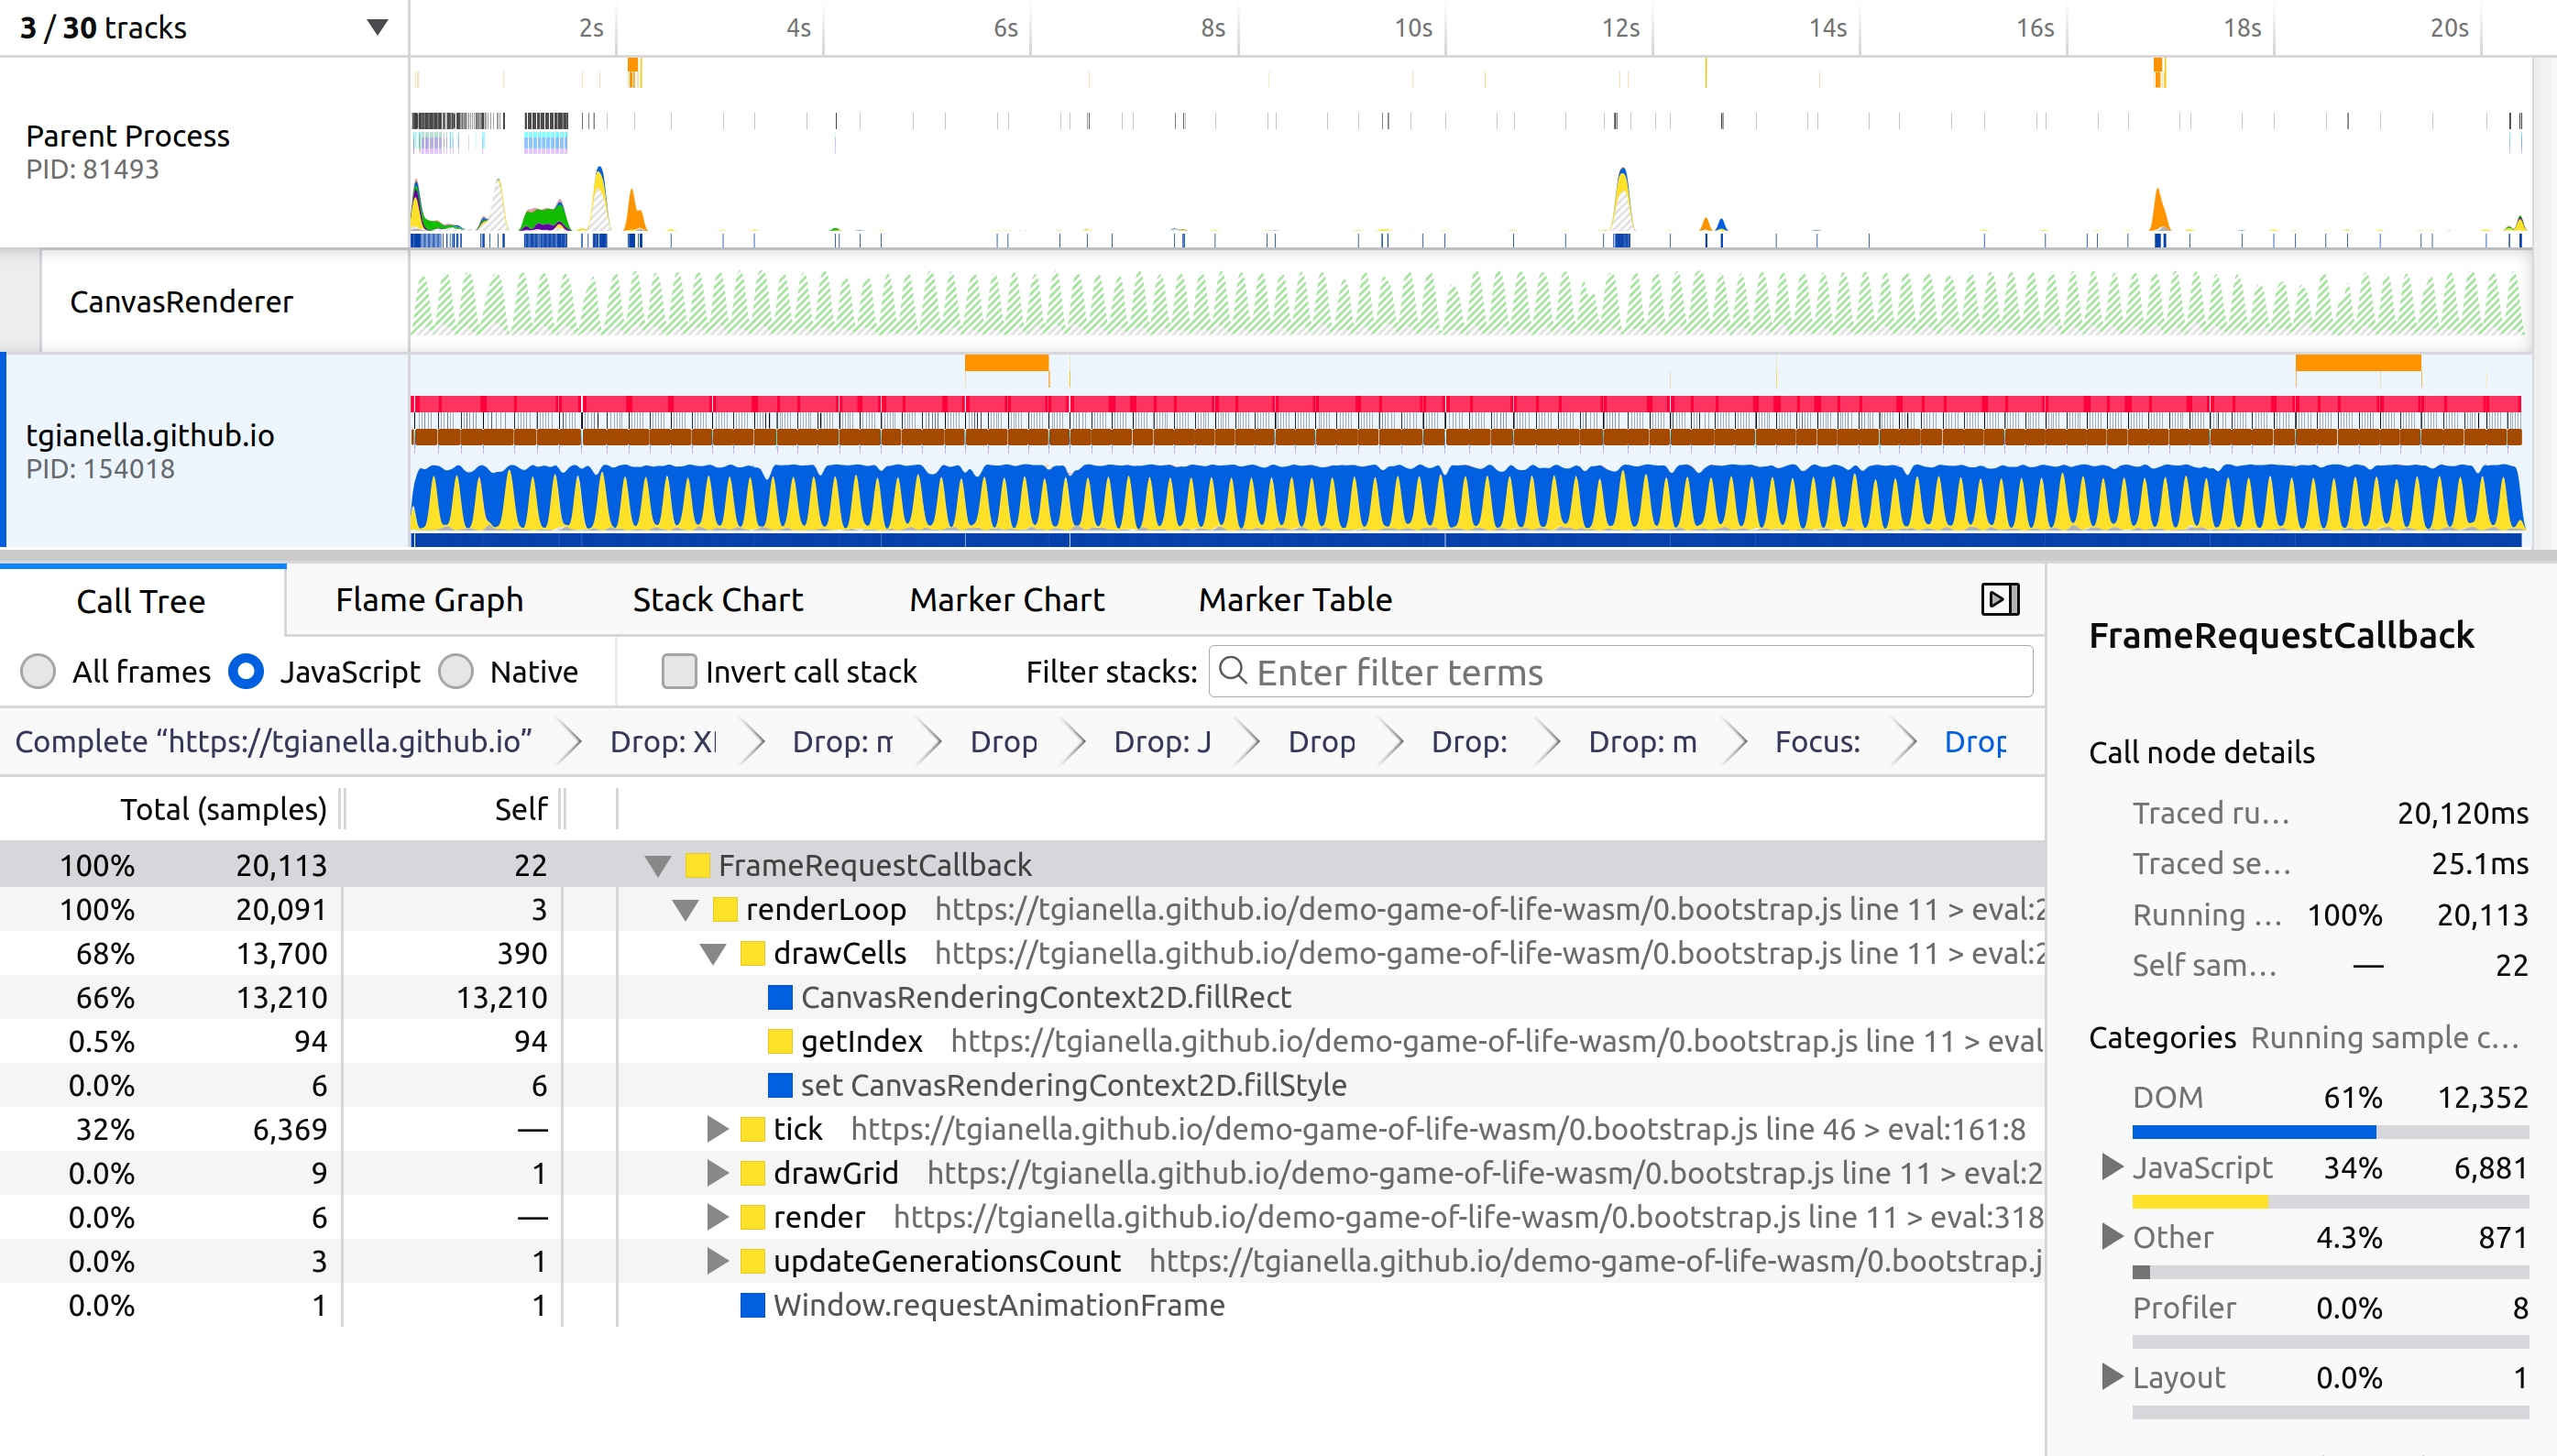 3 / 30 tracks
2s 4s 6s 8s 10s 12s 14s 16s 18s 20s
Parent Process
PID: 81493
CanvasRenderer
tgianella.github.io
PID: 154018
Call Tree Flame Graph Stack Chart Marker Chart Marker Table
All frames JavaScript Native Invert call stack Filter stacks: Enter filter terms
Complete “https://tgianella.github.io” Drop: XI Drop: m Drop Drop: J Drop Drop: Drop: m Focus: Drop
Total (samples) Self
100% 20,113 22 FrameRequestCallback
100% 20,091 3 renderLoop https://tgianella.github.io/demo-game-of-life-wasm/0.bootstrap.js line 11 > eval:2
68% 13,700 390 drawCells https://tgianella.github.io/demo-game-of-life-wasm/0.bootstrap.js line 11 > eval:2
66% 13,210 13,210 CanvasRenderingContext2D.fillRect
0.5% 94 94 getIndex https://tgianella.github.io/demo-game-of-life-wasm/0.bootstrap.js line 11 > eval
0.0% 6 6 set CanvasRenderingContext2D.fillStyle
32% 6,369 — tick https://tgianella.github.io/demo-game-of-life-wasm/0.bootstrap.js line 46 > eval:161:8
0.0% 9 1 drawGrid https://tgianella.github.io/demo-game-of-life-wasm/0.bootstrap.js line 11 > eval:2
0.0% 6 — render https://tgianella.github.io/demo-game-of-life-wasm/0.bootstrap.js line 11 > eval:318
0.0% 3 1 updateGenerationsCount https://tgianella.github.io/demo-game-of-life-wasm/0.bootstrap.j
0.0% 1 1 Window.requestAnimationFrame
FrameRequestCallback
Call node details
Traced ru… 20,120ms
Traced se… 25.1ms
Running … 100% 20,113
Self sam… — 22
Categories Running sample c…
DOM 61% 12,352
JavaScript 34% 6,881
Other 4.3% 871
Profiler 0.0% 8
Layout 0.0% 1